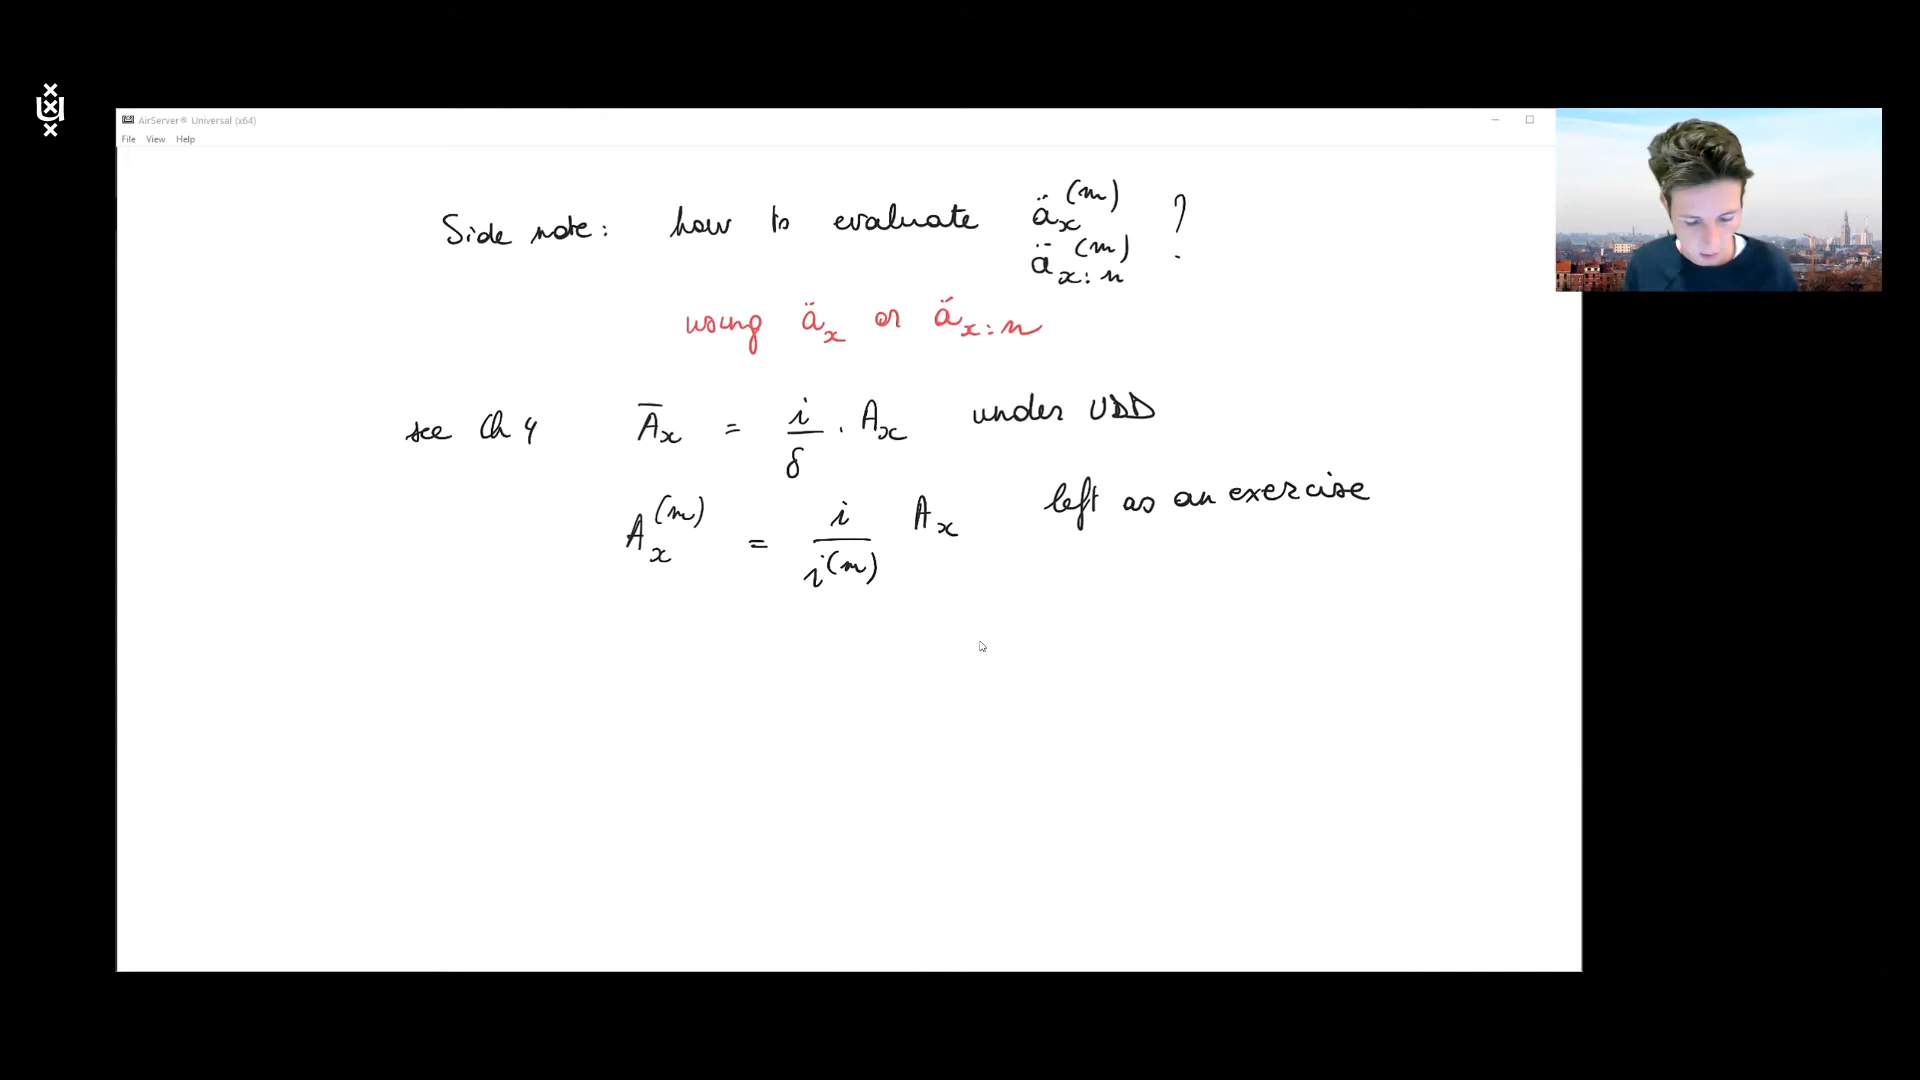 AirServer® Universal (x64)
File View Help
Side note: how to evaluate ä_x^(m) ?
ä_x:n^(m)
using ä_x or ä_x:n
see Ch 4 Ā_x = i/δ · A_x under UDD
A_x^(m) = i/i^(m) A_x left as an exercise